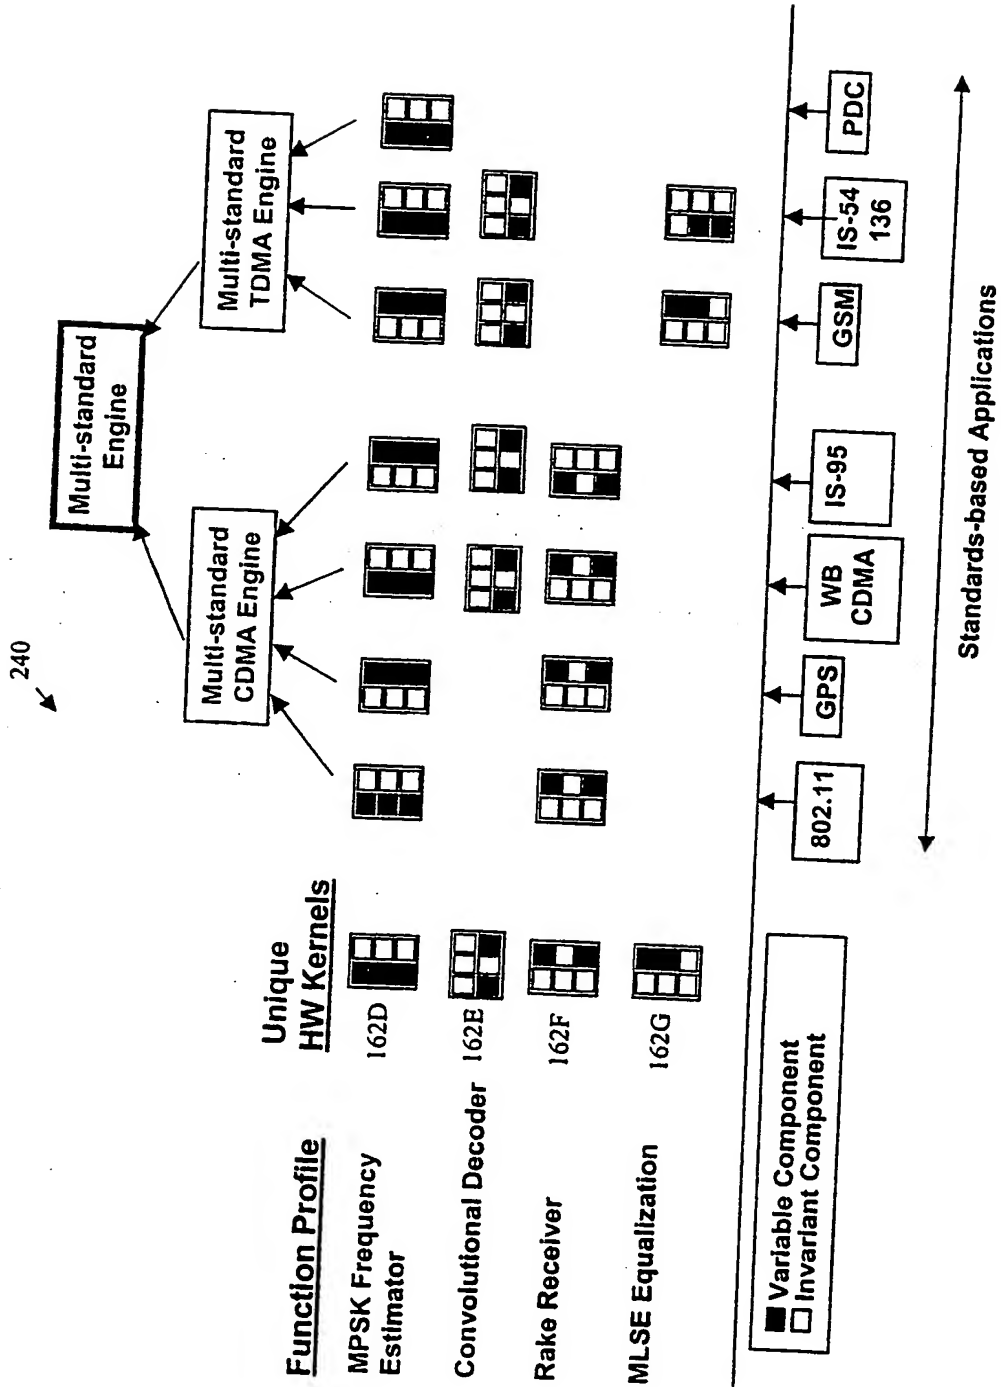 240
Multi-standard
Engine
Multi-standard
CDMA Engine
Multi-standard
TDMA Engine
Function Profile
Unique
HW Kernels
MPSK Frequency
Estimator
162D
Convolutional Decoder
162E
Rake Receiver
162F
MLSE Equalization
162G
802.11
GPS
WB
CDMA
IS-95
GSM
IS-54
136
PDC
Variable Component
Invariant Component
Standards-based Applications